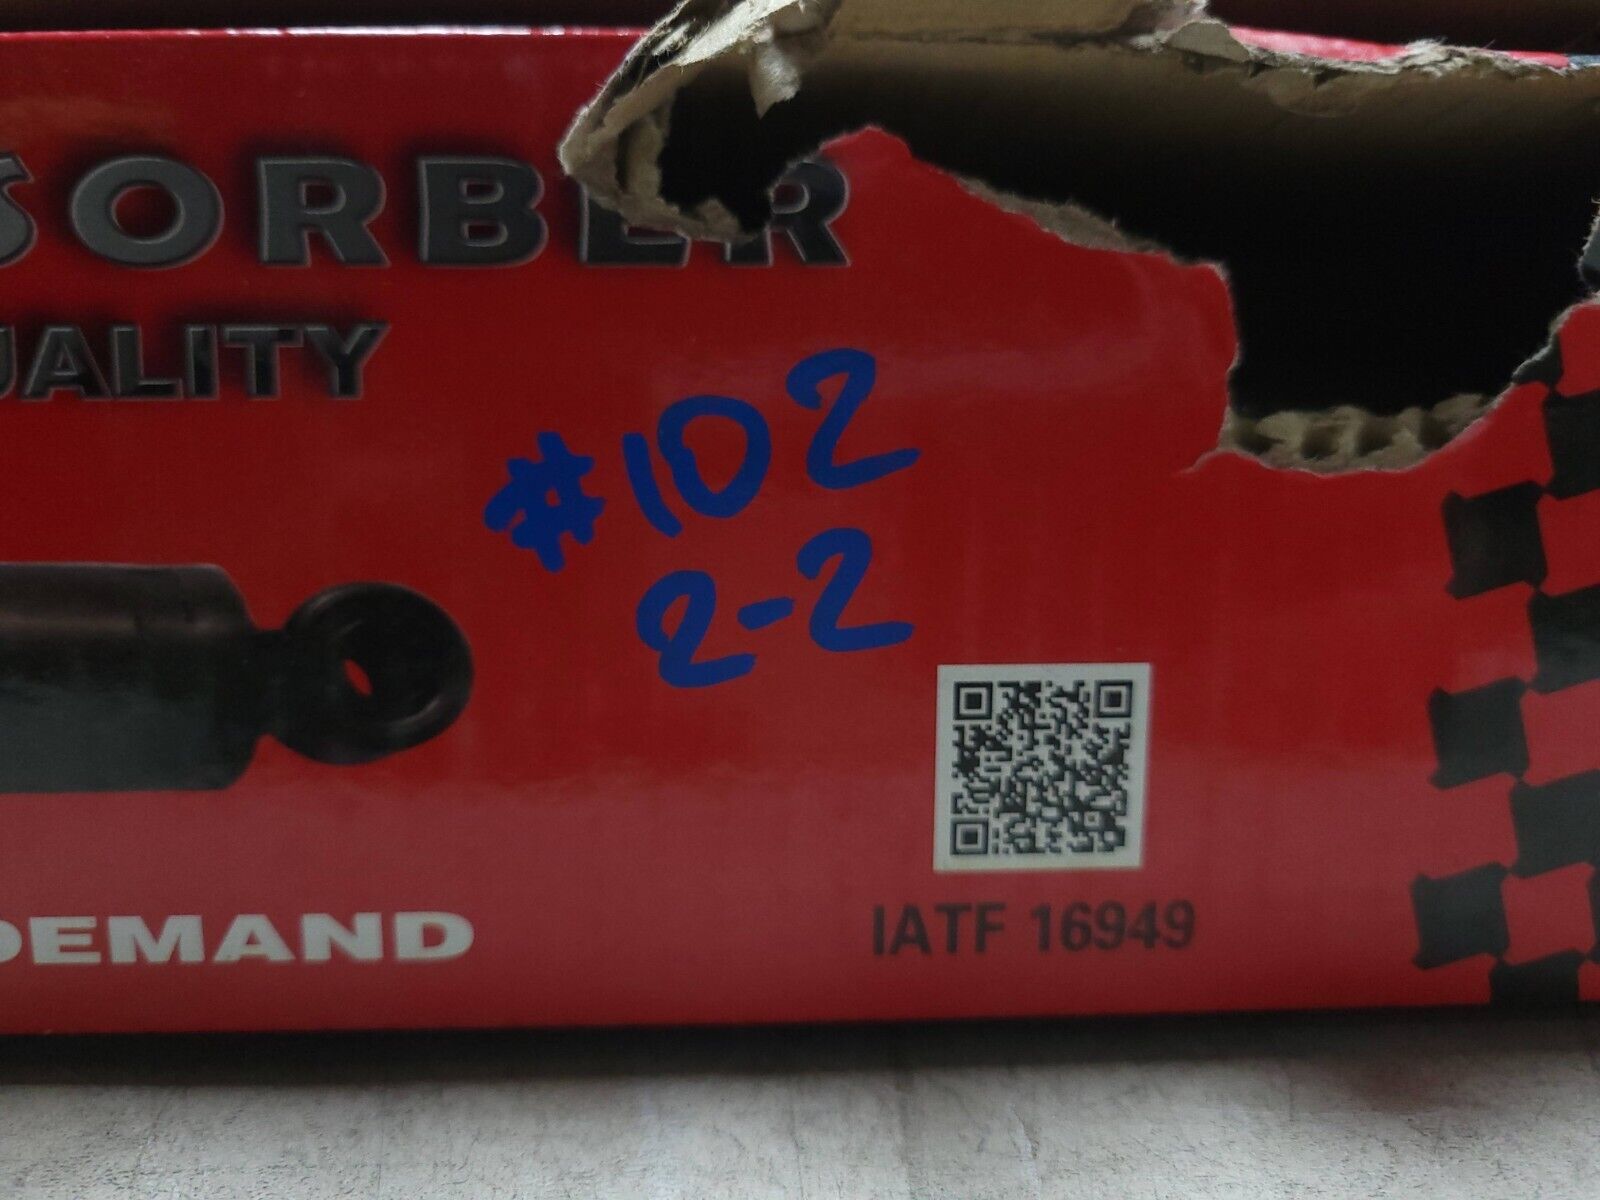 SORBER
UALITY
#102
2-2
DEMAND
IATF 16949